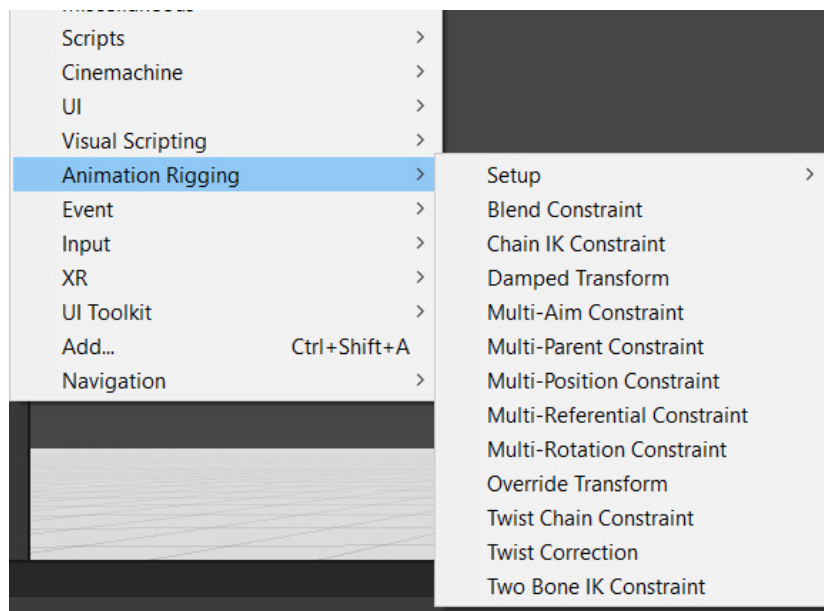 Scripts
Cinemachine
UI
Visual Scripting
Animation Rigging
Event
Input
XR
UI Toolkit
Add... Ctrl+Shift+A
Navigation
Setup
Blend Constraint
Chain IK Constraint
Damped Transform
Multi-Aim Constraint
Multi-Parent Constraint
Multi-Position Constraint
Multi-Referential Constraint
Multi-Rotation Constraint
Override Transform
Twist Chain Constraint
Twist Correction
Two Bone IK Constraint